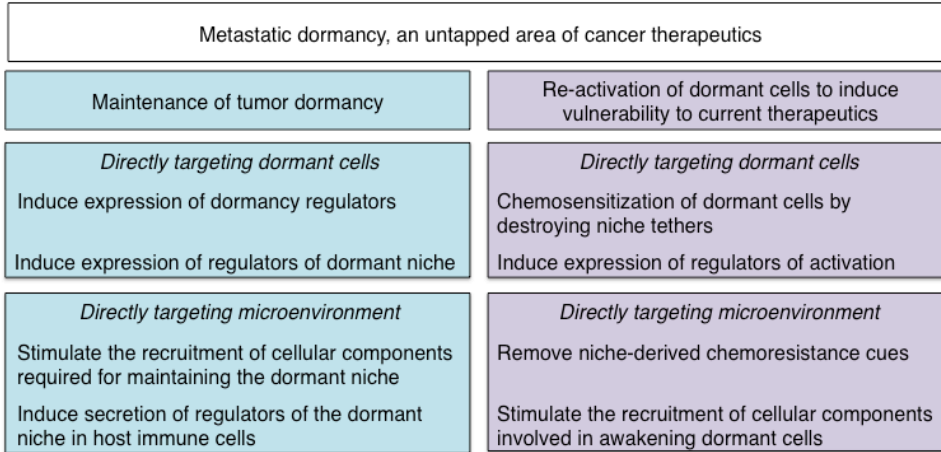 Metastatic dormancy, an untapped area of cancer therapeutics
Maintenance of tumor dormancy
Re-activation of dormant cells to induce
vulnerability to current therapeutics
Directly targeting dormant cells
Induce expression of dormancy regulators
Induce expression of regulators of dormant niche
Directly targeting dormant cells
Chemosensitization of dormant cells by
destroying niche tethers
Induce expression of regulators of activation
Directly targeting microenvironment
Stimulate the recruitment of cellular components
required for maintaining the dormant niche
Induce secretion of regulators of the dormant
niche in host immune cells
Directly targeting microenvironment
Remove niche-derived chemoresistance cues
Stimulate the recruitment of cellular components
involved in awakening dormant cells